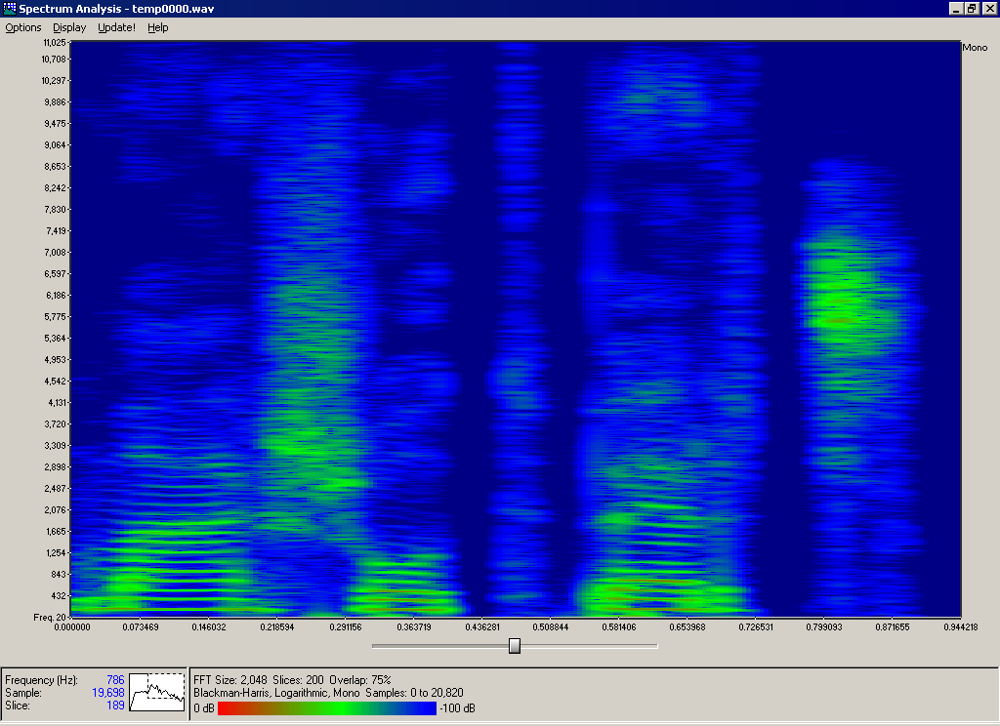 Spectrum Analysis - temp0000.wav
Options Display Update! Help
Mono
11,025
10,708
10,297
9,886
9,475
9,064
8,653
8,242
7,830
7,419
7,008
6,597
6,186
5,775
5,364
4,953
4,542
4,131
3,720
3,309
2,898
2,487
2,076
1,665
1,254
843
432
Freq. 20
0.000000 0.073469 0.146032 0.218594 0.291156 0.363719 0.436281 0.508844 0.581406 0.653968 0.726531 0.799093 0.871655 0.944218
Frequency (Hz): 786
Sample: 19,698
Slice: 189
FFT Size: 2,048 Slices: 200 Overlap: 75%
Blackman-Harris, Logarithmic, Mono Samples: 0 to 20,820
0 dB -100 dB